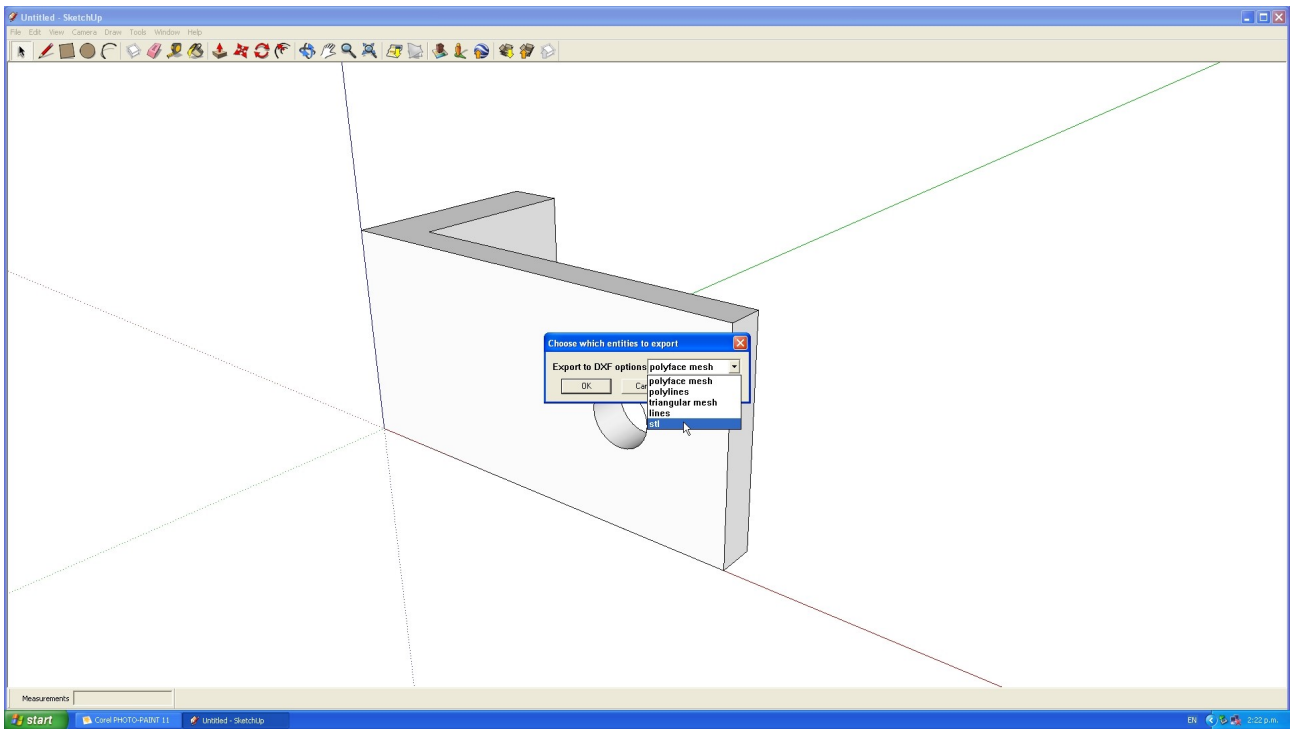 Untitled - SketchUp
File Edit View Camera Draw Tools Window Help
Choose which entities to export
Export to DXF options polyface mesh
polyface mesh
OK Can
polylines
triangular mesh
lines
stl
Measurements
start Corel PHOTO-PAINT 11 Untitled - SketchUp EN 2:22 p.m.